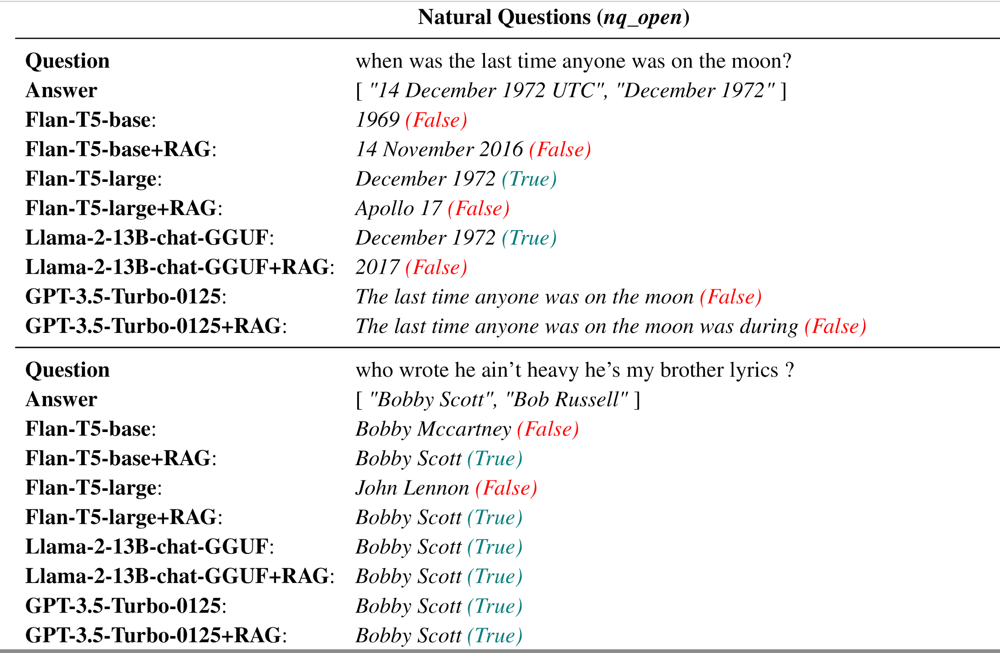 Natural Questions (nq_open)
Question when was the last time anyone was on the moon?
Answer [ "14 December 1972 UTC", "December 1972" ]
Flan-T5-base: 1969 (False)
Flan-T5-base+RAG: 14 November 2016 (False)
Flan-T5-large: December 1972 (True)
Flan-T5-large+RAG: Apollo 17 (False)
Llama-2-13B-chat-GGUF: December 1972 (True)
Llama-2-13B-chat-GGUF+RAG: 2017 (False)
GPT-3.5-Turbo-0125: The last time anyone was on the moon (False)
GPT-3.5-Turbo-0125+RAG: The last time anyone was on the moon was during (False)
Question who wrote he ain't heavy he's my brother lyrics ?
Answer [ "Bobby Scott", "Bob Russell" ]
Flan-T5-base: Bobby Mccartney (False)
Flan-T5-base+RAG: Bobby Scott (True)
Flan-T5-large: John Lennon (False)
Flan-T5-large+RAG: Bobby Scott (True)
Llama-2-13B-chat-GGUF: Bobby Scott (True)
Llama-2-13B-chat-GGUF+RAG: Bobby Scott (True)
GPT-3.5-Turbo-0125: Bobby Scott (True)
GPT-3.5-Turbo-0125+RAG: Bobby Scott (True)